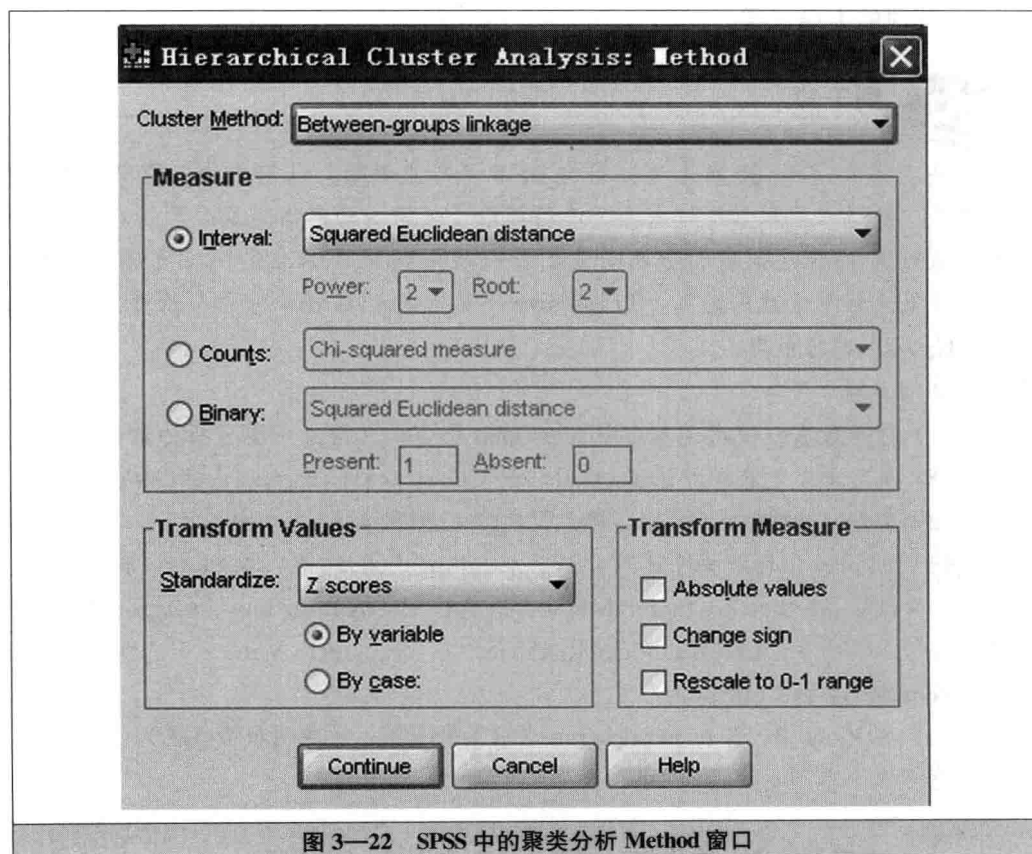 Hierarchical Cluster Analysis: Method
Cluster Method: Between-groups linkage
Measure
Interval: Squared Euclidean distance
Power: 2 Root: 2
Counts: Chi-squared measure
Binary: Squared Euclidean distance
Present: 1 Absent: 0
Transform Values
Standardize: Z scores
By variable
By case:
Transform Measure
Absolute values
Change sign
Rescale to 0-1 range
Continue Cancel Help
图 3—22 SPSS 中的聚类分析 Method 窗口